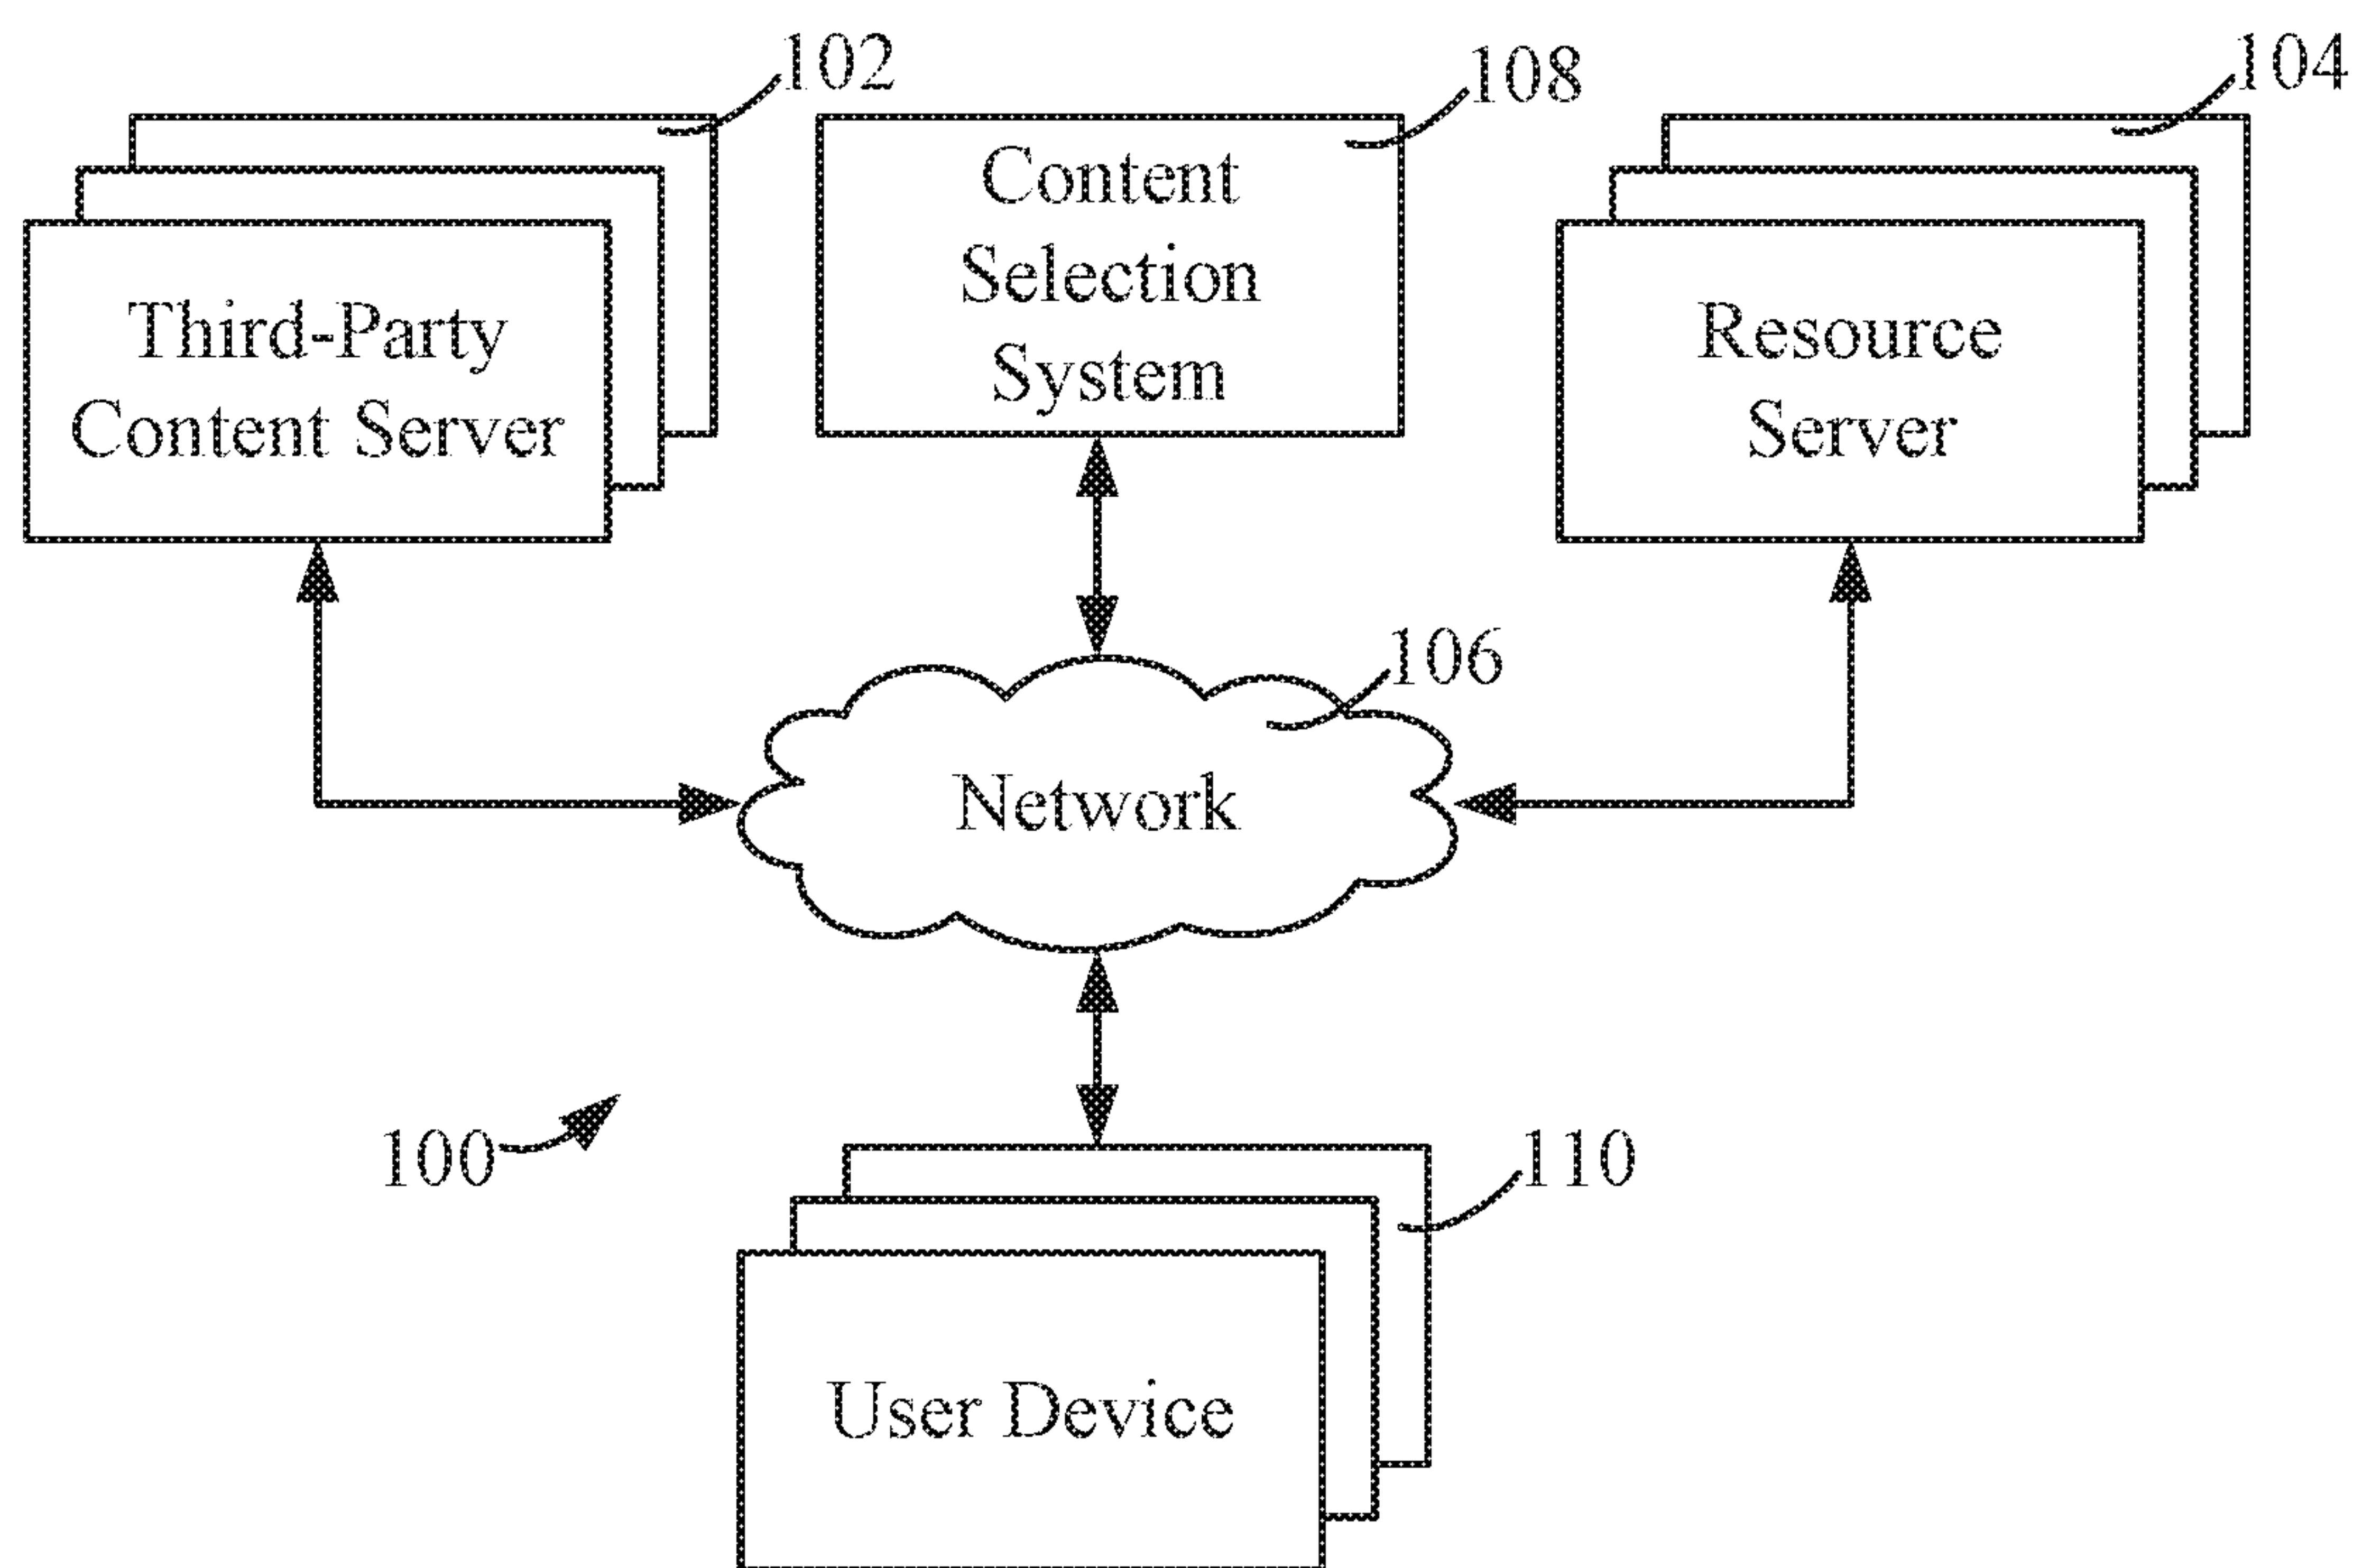 102
108
104
Content
Selection
System
Third-Party
Content Server
Resource
Server
106
Network
100
110
User Device